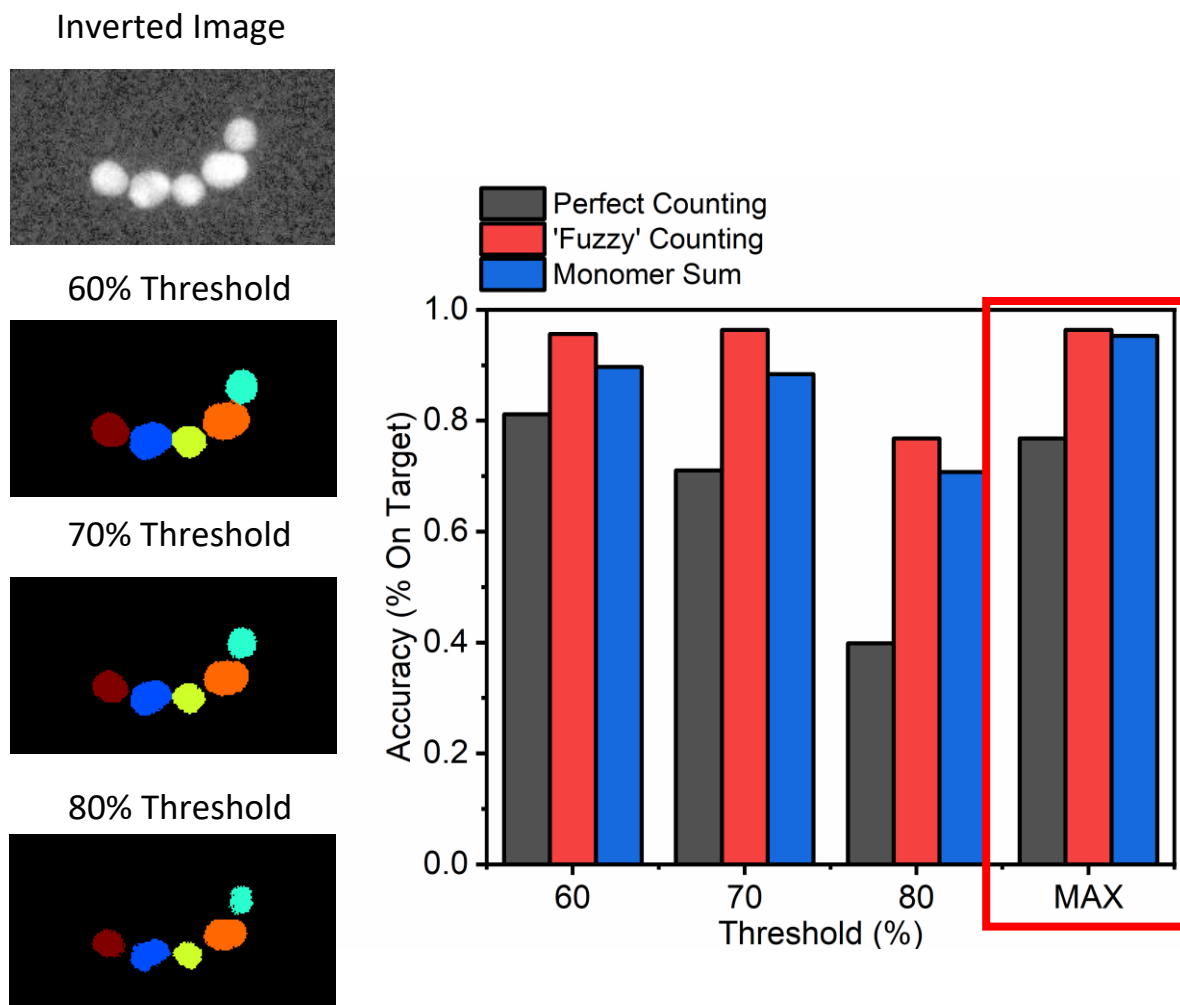 Inverted Image
60% Threshold
70% Threshold
80% Threshold
Perfect Counting
'Fuzzy' Counting
Monomer Sum
Accuracy (% On Target)
1.0
0.8
0.6
0.4
0.2
0.0
60
70
80
MAX
Threshold (%)